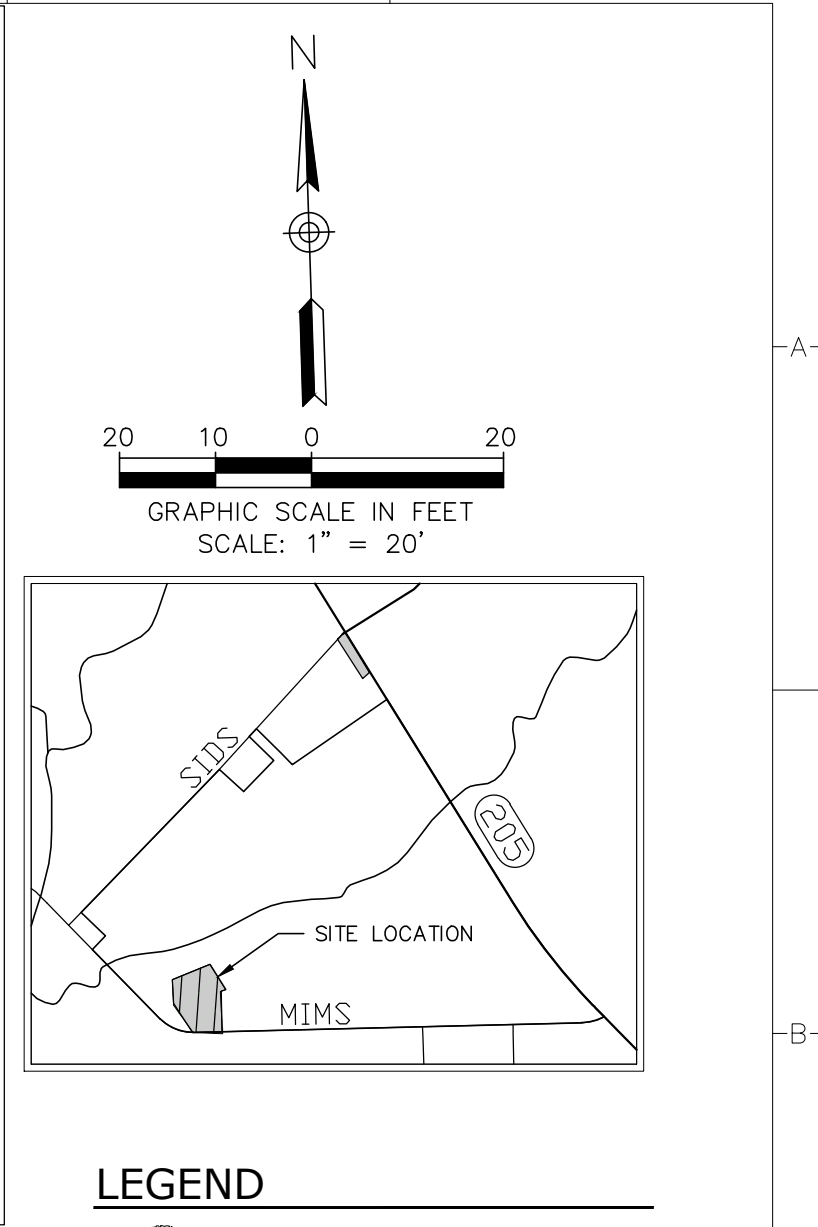 N
A
20 10 0 20
GRAPHIC SCALE IN FEET
SCALE: 1" = 20'
SIDS
205
SITE LOCATION
MIMS
B
LEGEND